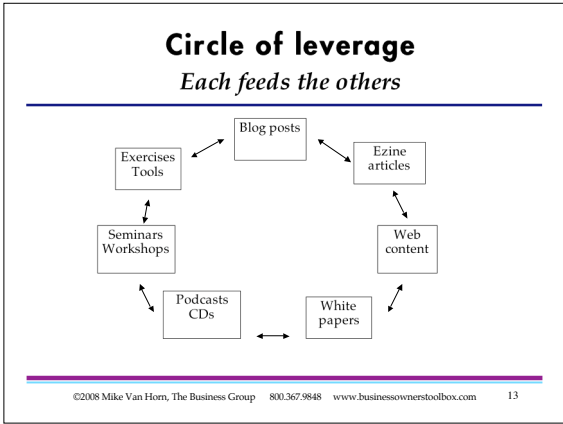 Circle of leverage
Each feeds the others
Blog posts
Exercises
Tools
Ezine
articles
Seminars
Workshops
Web
content
Podcasts
CDs
White
papers
©2008 Mike Van Horn, The Business Group 800.367.9848 www.businessownerstoolbox.com 13